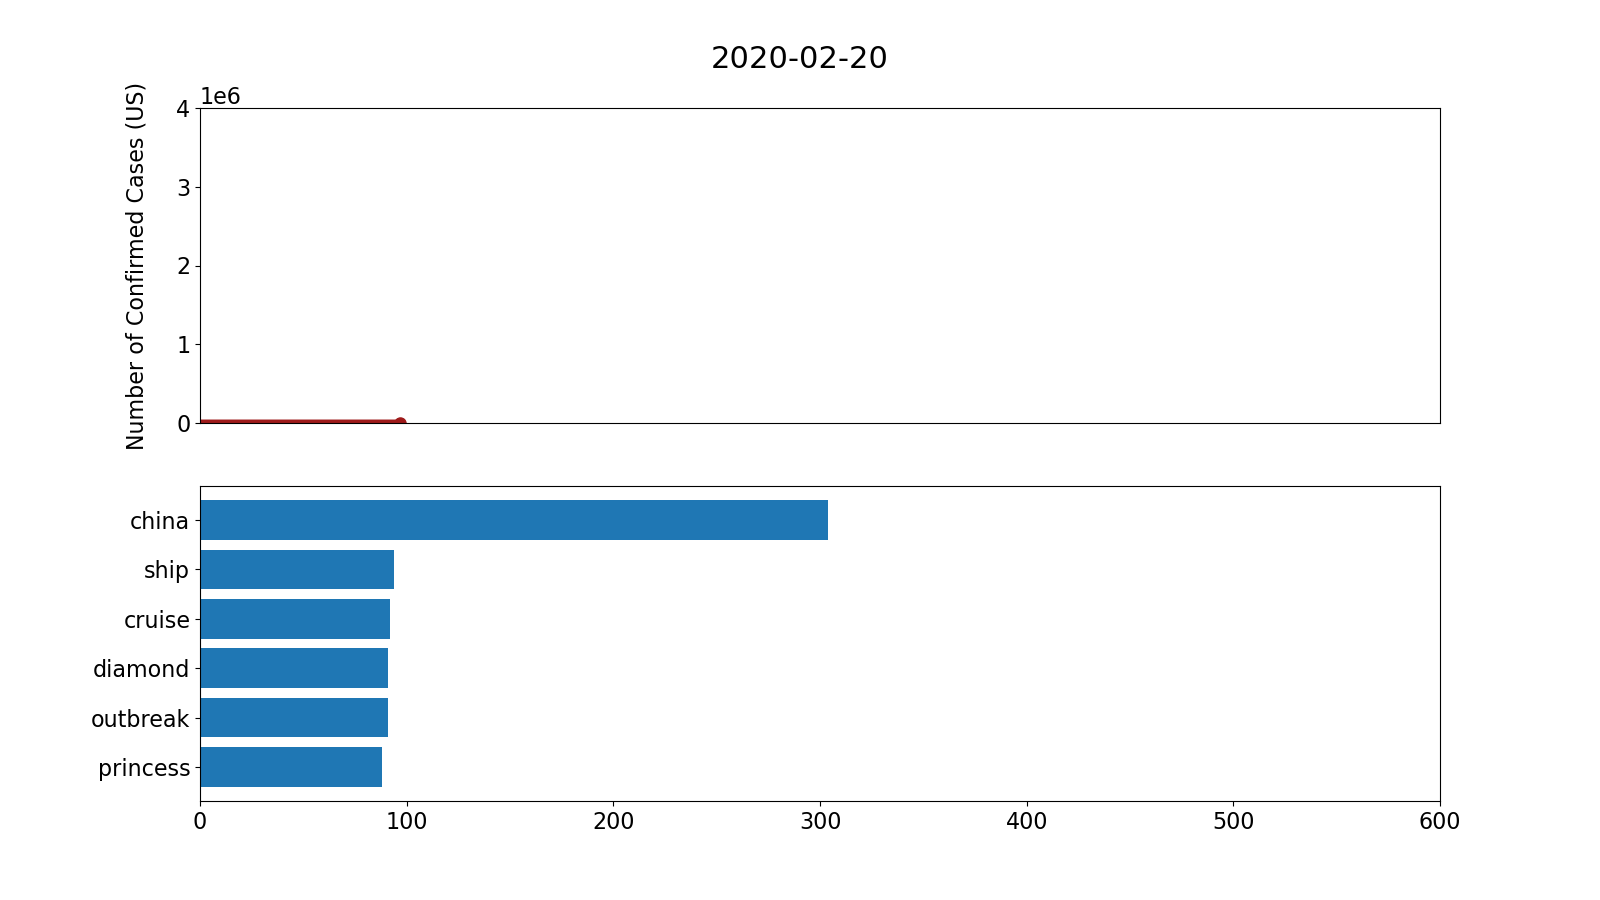 2020-02-20
1e6
Number of Confirmed Cases (US)
4
3
2
1
0
china
ship
cruise
diamond
outbreak
princess
0 100 200 300 400 500 600